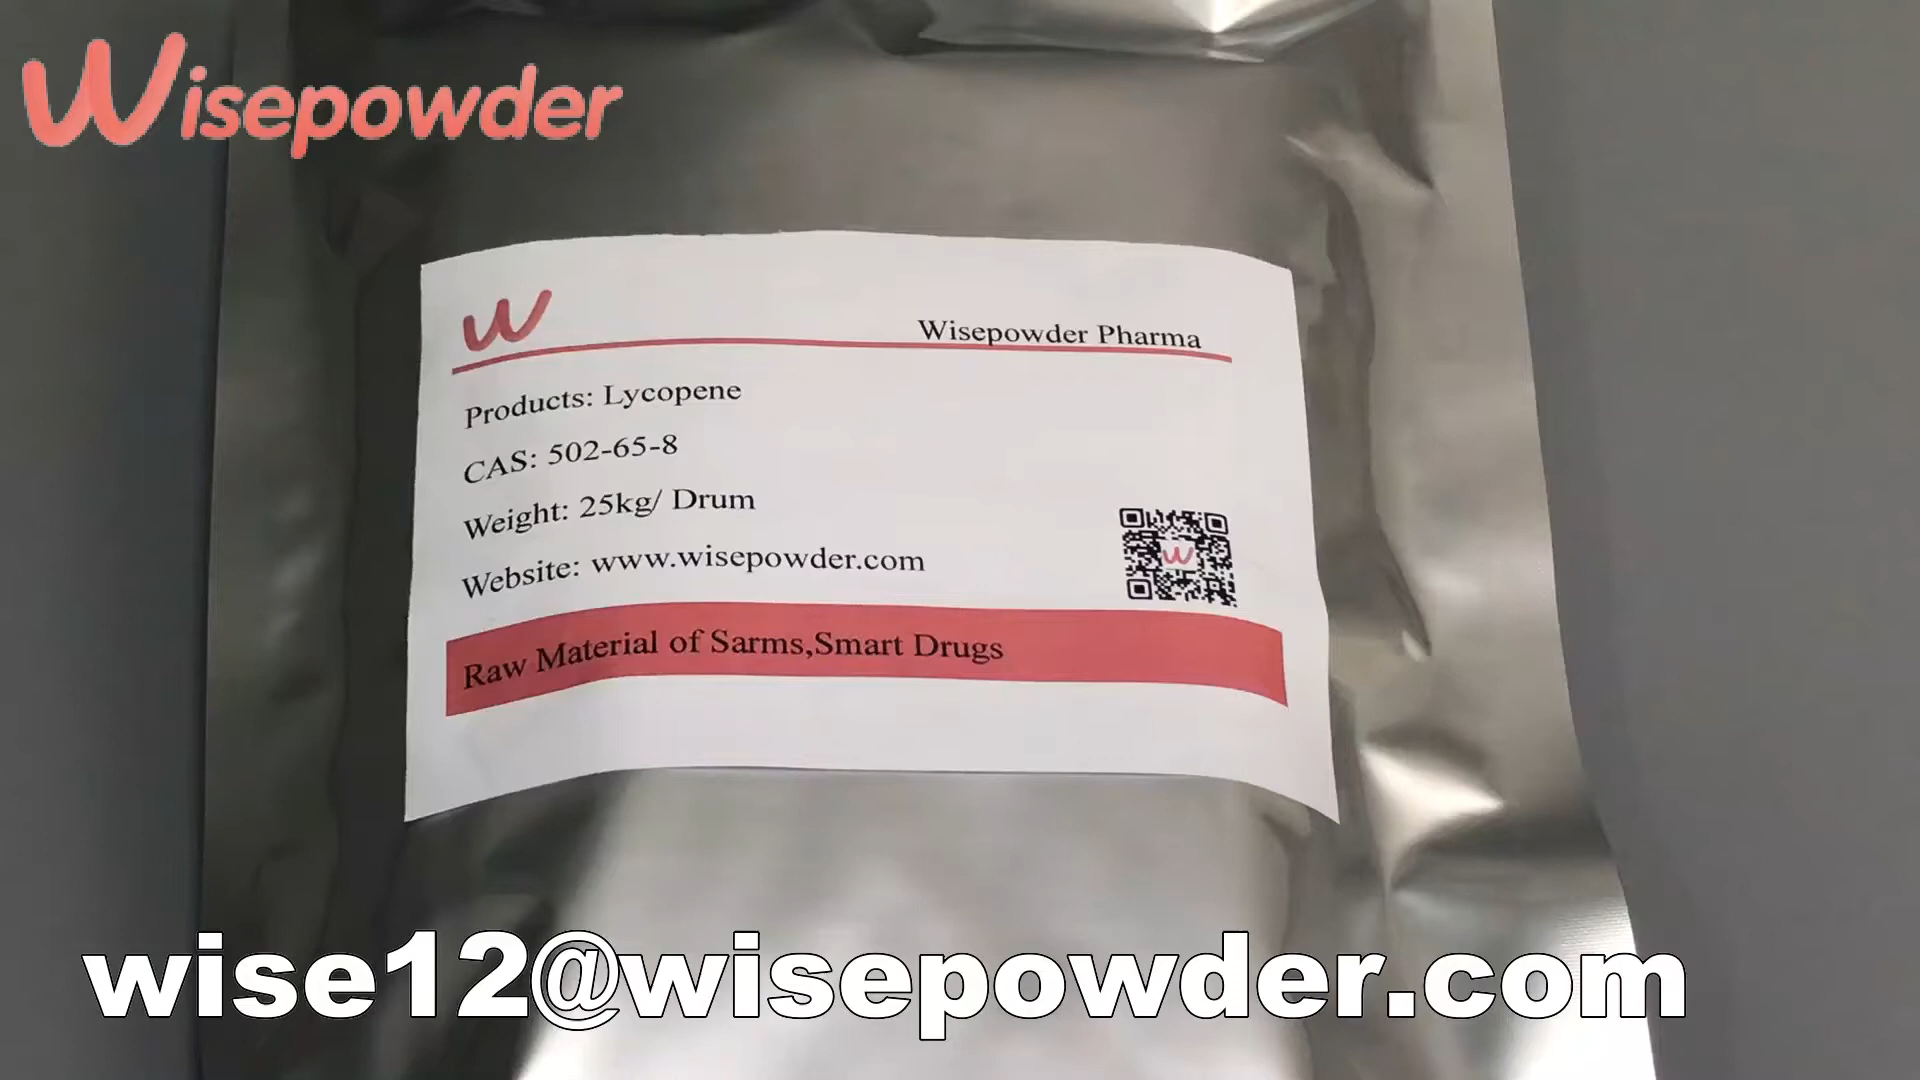 Wisepowder
W
Wisepowder Pharma
Products: Lycopene
CAS: 502-65-8
Weight: 25kg/ Drum
Website: www.wisepowder.com
W
Raw Material of Sarms,Smart Drugs
wise12@wisepowder.com